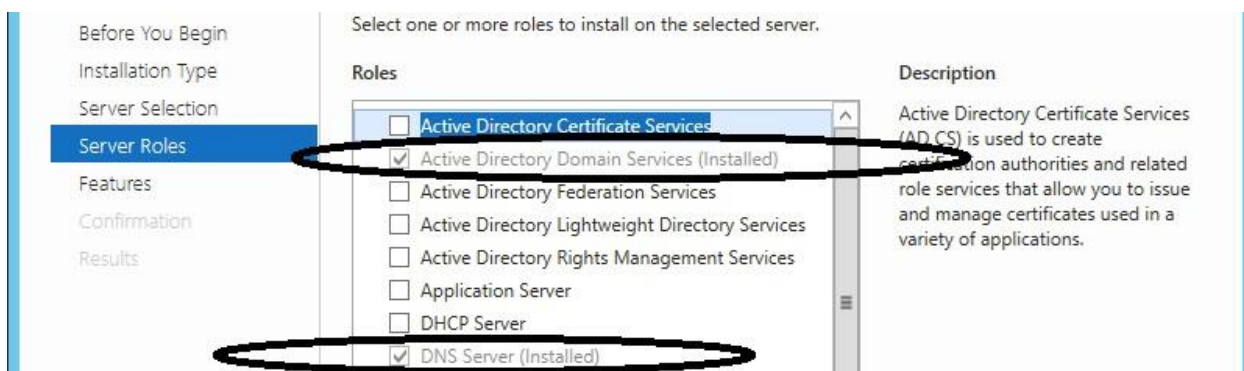 Before You Begin
Installation Type
Server Selection
Server Roles
Features
Confirmation
Results
Select one or more roles to install on the selected server.
Roles
Active Directory Certificate Services
Active Directory Domain Services (Installed)
Active Directory Federation Services
Active Directory Lightweight Directory Services
Active Directory Rights Management Services
Application Server
DHCP Server
DNS Server (Installed)
Description
Active Directory Certificate Services
(AD CS) is used to create
certification authorities and related
role services that allow you to issue
and manage certificates used in a
variety of applications.